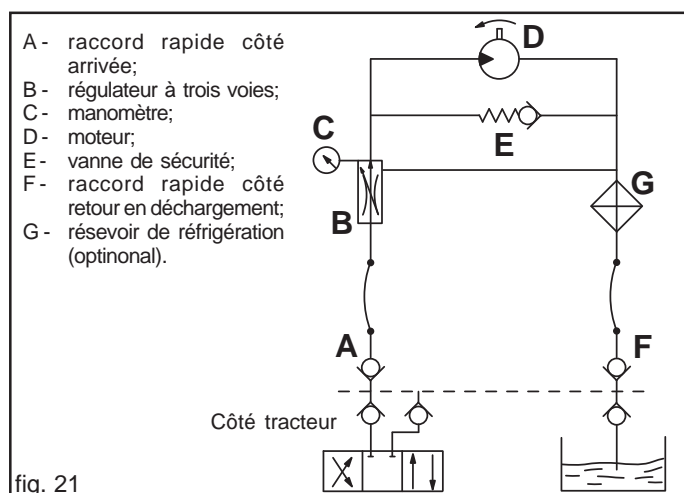 A - raccord rapide côté
arrivée;
B - régulateur à trois voies;
C - manomètre;
D - moteur;
E - vanne de sécurité;
F - raccord rapide côté
retour en déchargement;
G - résevoir de réfrigération
(optinonal).
D
C
E
G
B
A
F
Côté tracteur
fig. 21